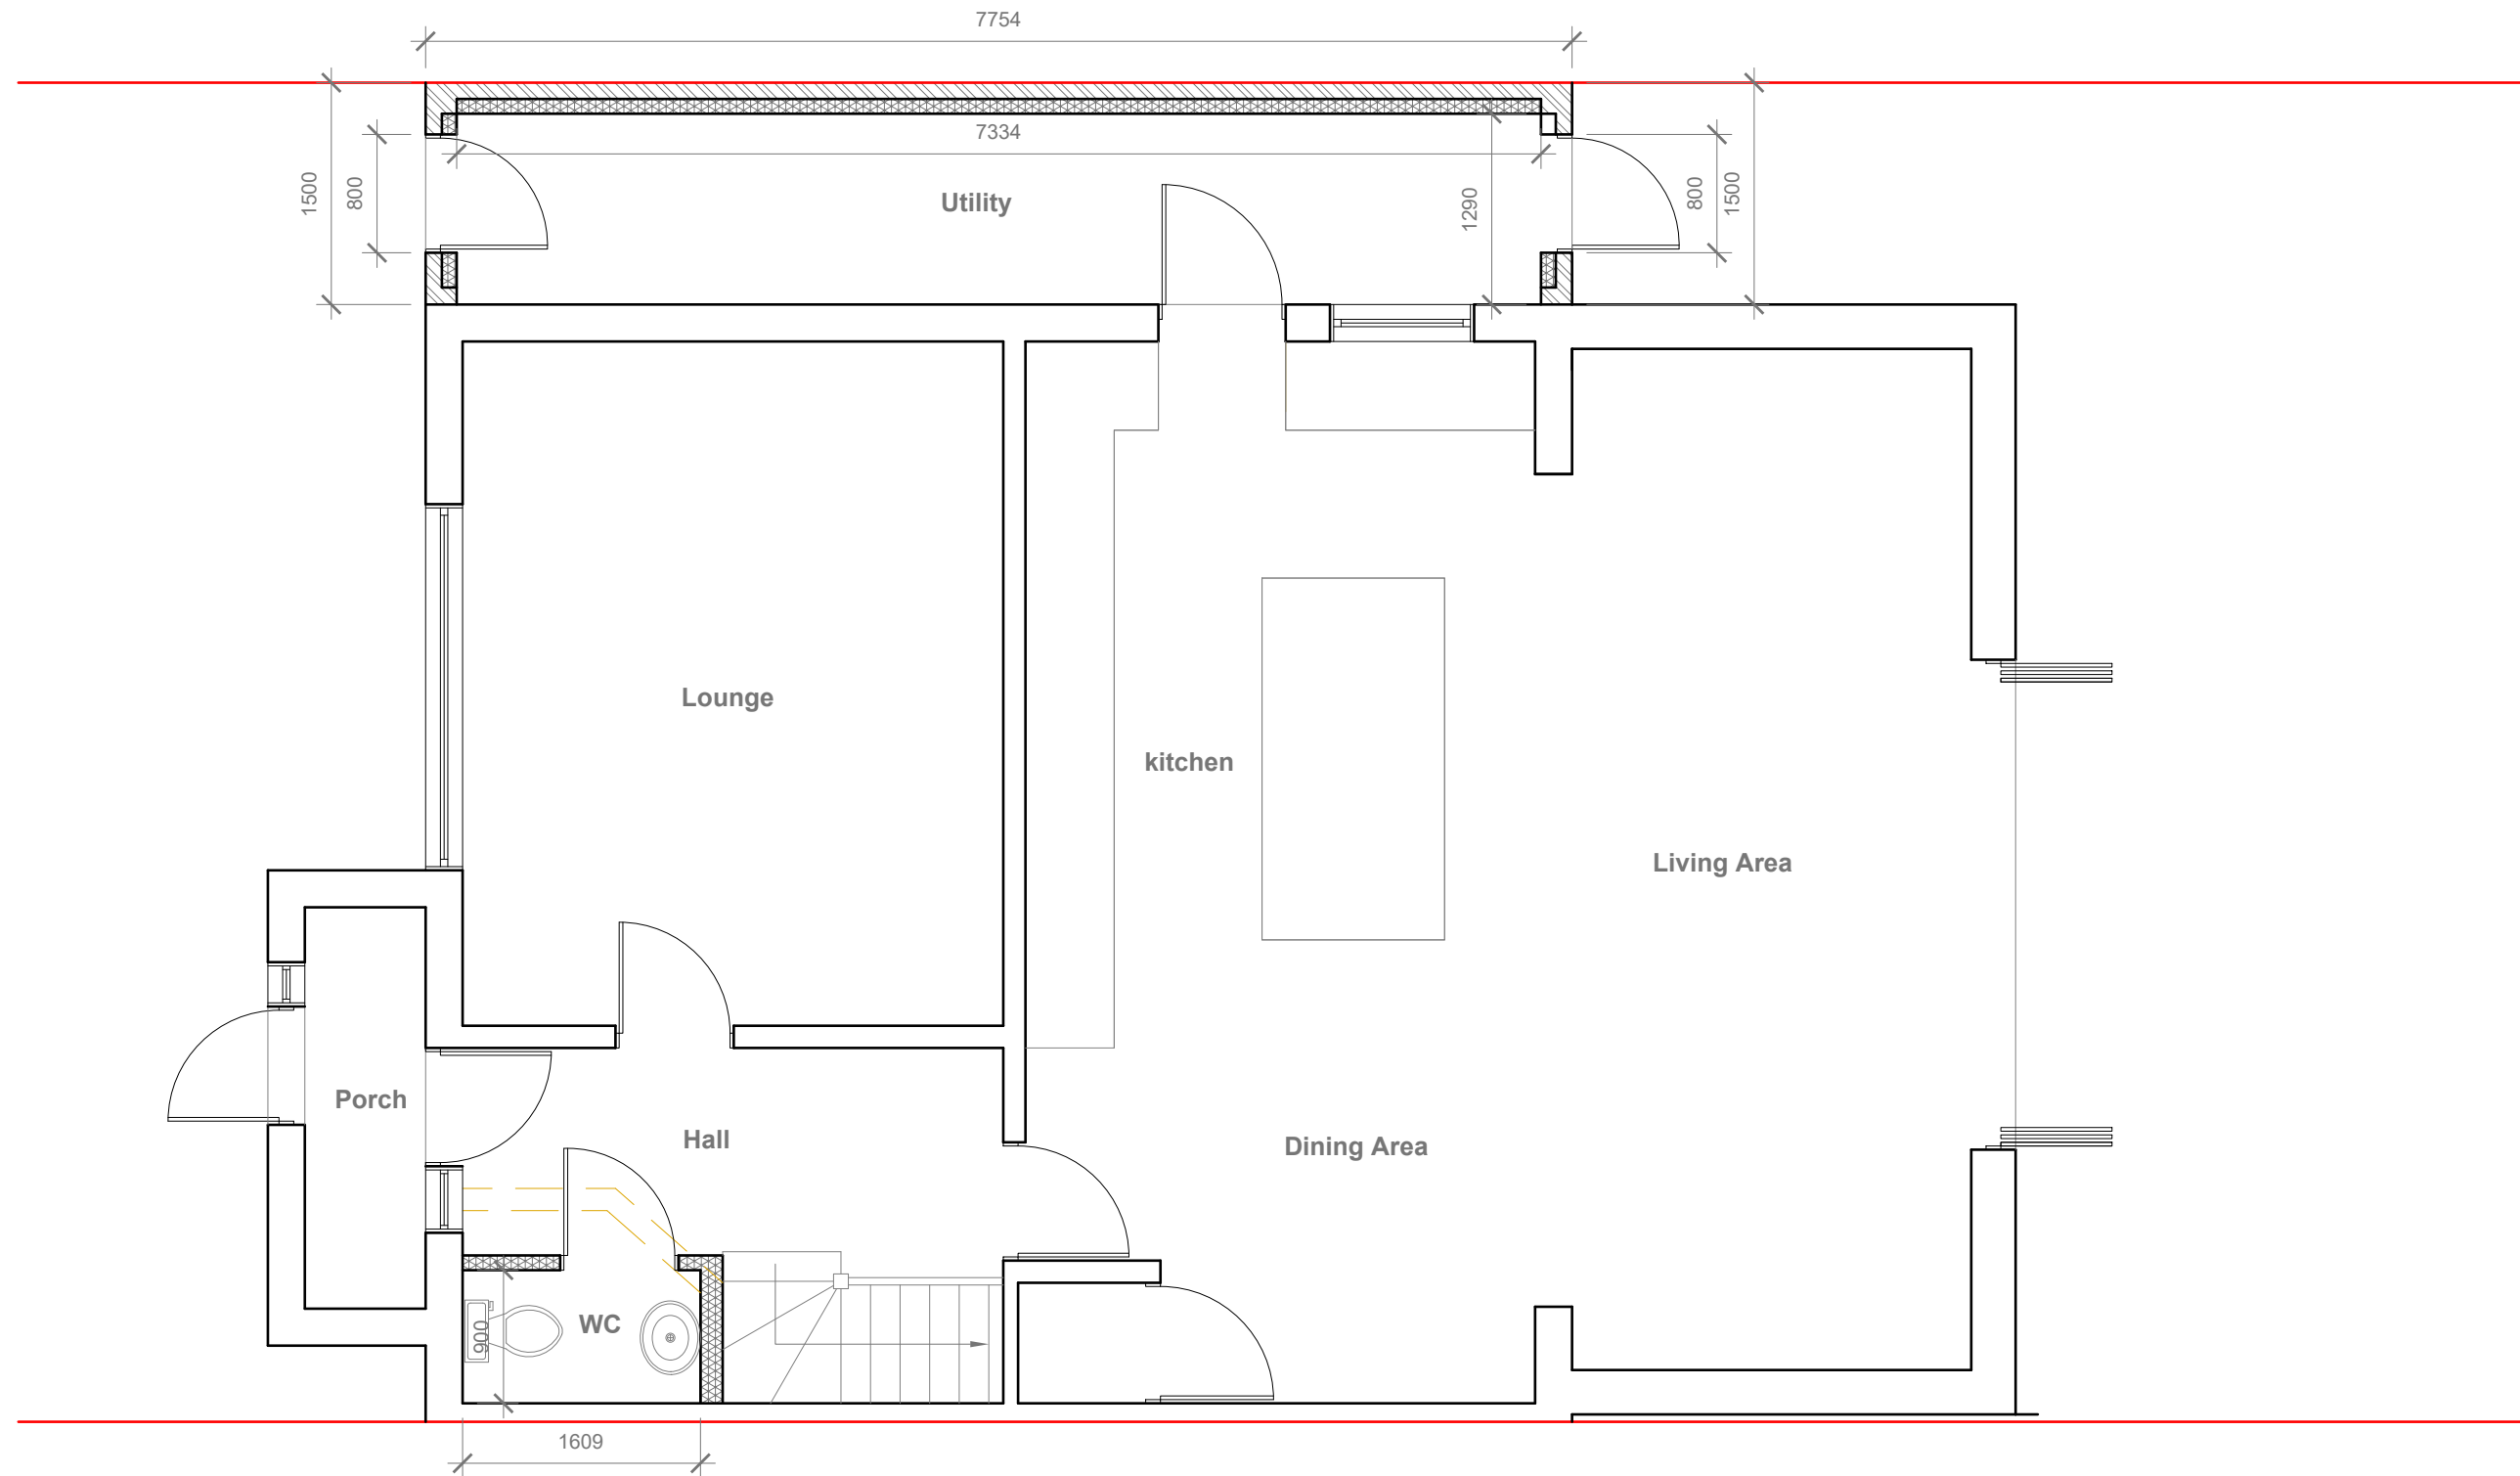 7754
7334
1500
800
Utility
1290
800
1500
Lounge
kitchen
Living Area
Porch
Hall
Dining Area
WC
900
1609